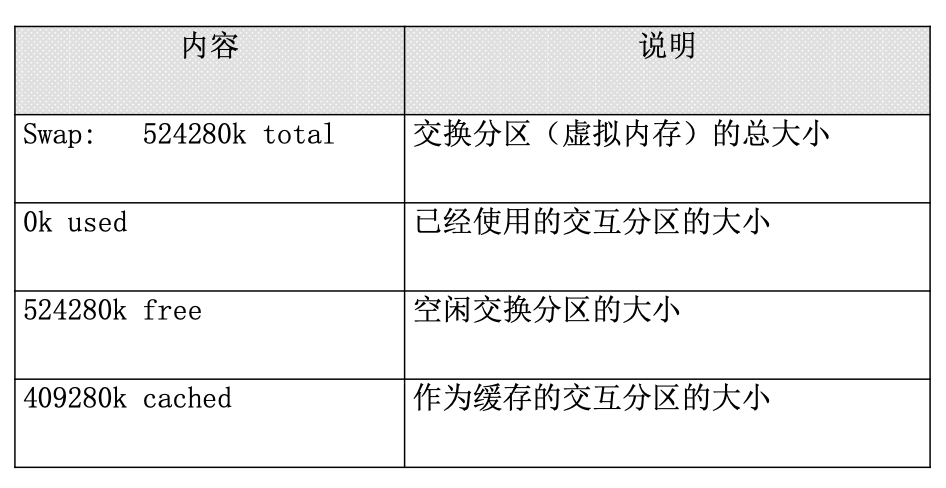 内容 说明
Swap: 524280k total 交换分区（虚拟内存）的总大小
0k used 已经使用的交互分区的大小
524280k free 空闲交换分区的大小
409280k cached 作为缓存的交互分区的大小